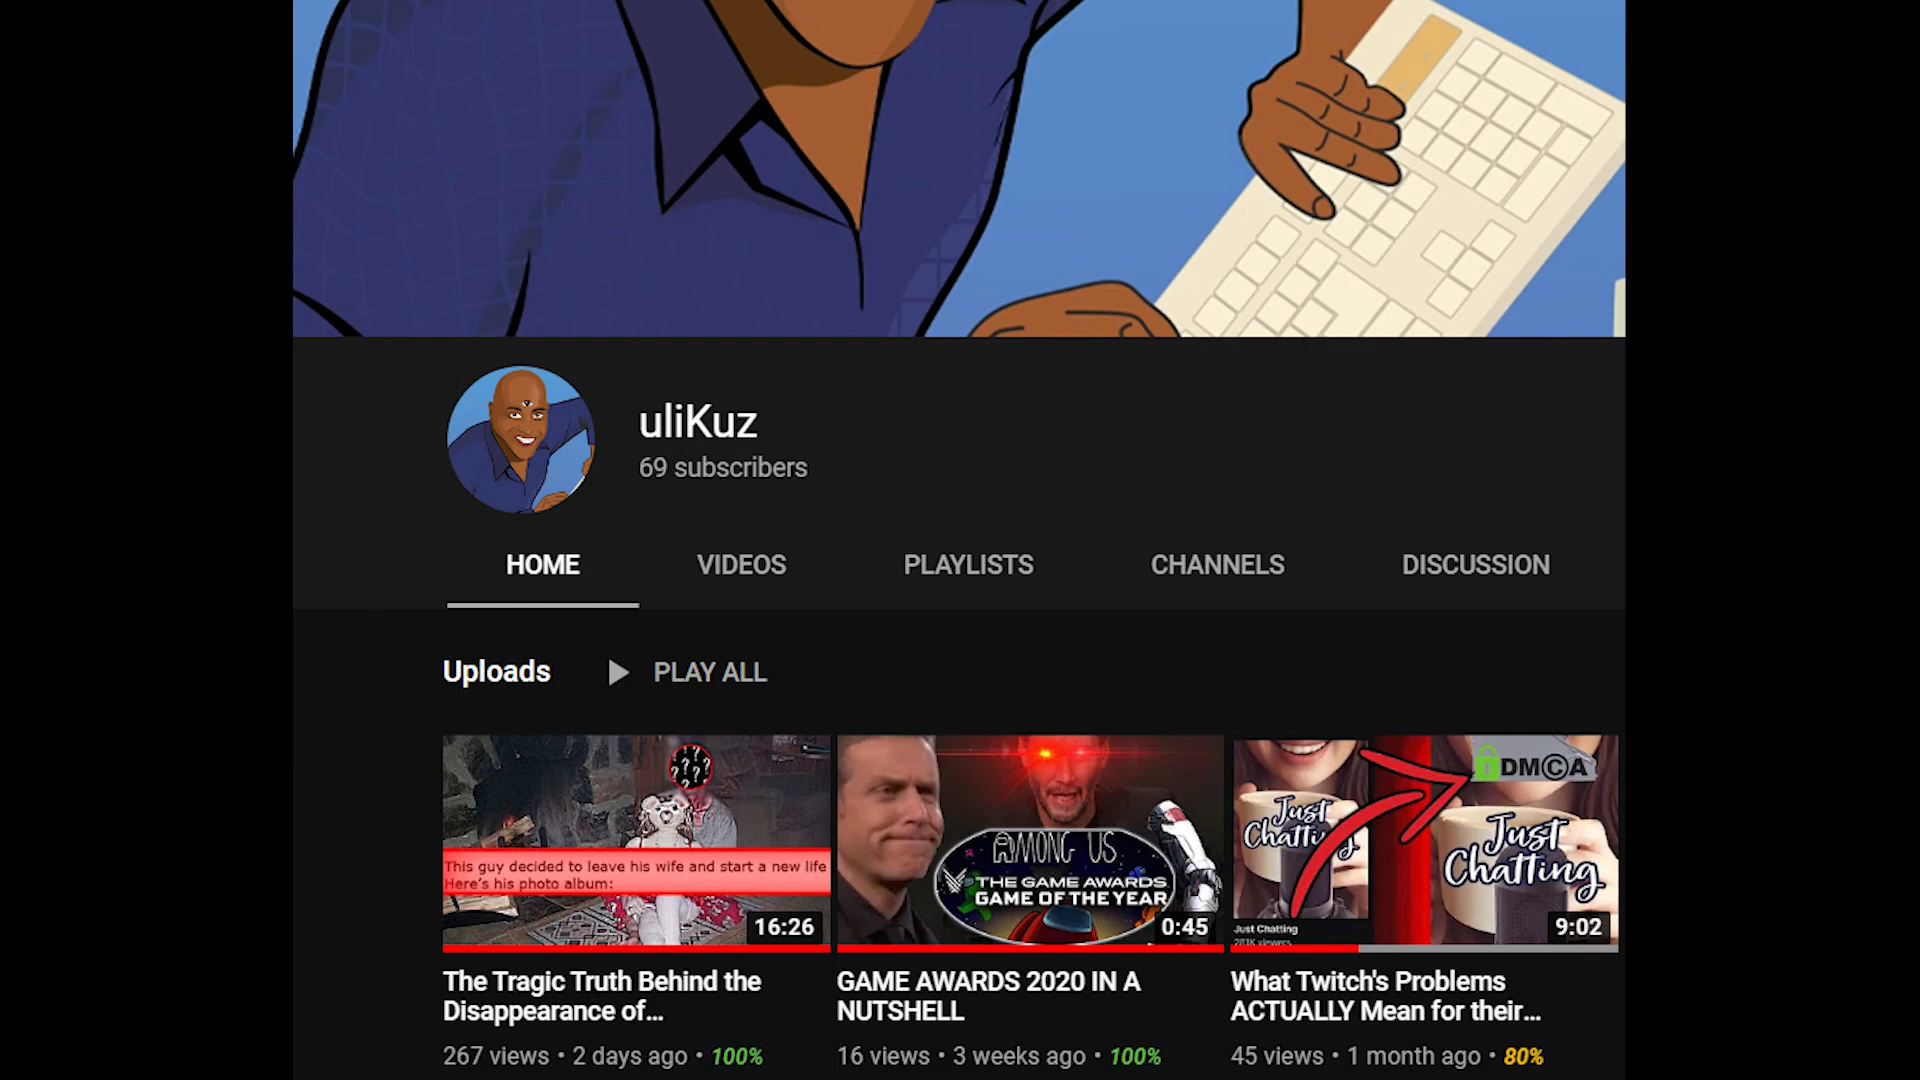 uliKuz
69 subscribers
HOME VIDEOS PLAYLISTS CHANNELS DISCUSSION
Uploads PLAY ALL
This guy decided to leave his wife and start a new life
Here's his photo album:
16:26
AMONG US
THE GAME AWARDS
GAME OF THE YEAR
0:45
DMCA
Just
Chatting
Just
Chatting
Just Chatting
281K viewers
9:02
The Tragic Truth Behind the
Disappearance of...
267 views • 2 days ago • 100%
GAME AWARDS 2020 IN A
NUTSHELL
16 views • 3 weeks ago • 100%
What Twitch's Problems
ACTUALLY Mean for their...
45 views • 1 month ago • 80%